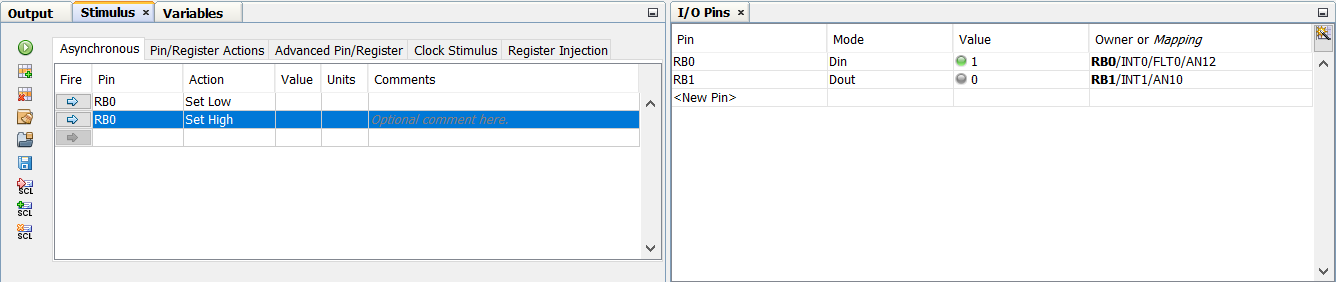 Output Stimulus × Variables
Asynchronous Pin/Register Actions Advanced Pin/Register Clock Stimulus Register Injection
Fire Pin Action Value Units Comments
RB0 Set Low
RB0 Set High Optional comment here.
SCL
SCL
SCL
I/O Pins ×
Pin Mode Value Owner or Mapping
RB0 Din 1 RB0/INT0/FLT0/AN12
RB1 Dout 0 RB1/INT1/AN10
<New Pin>